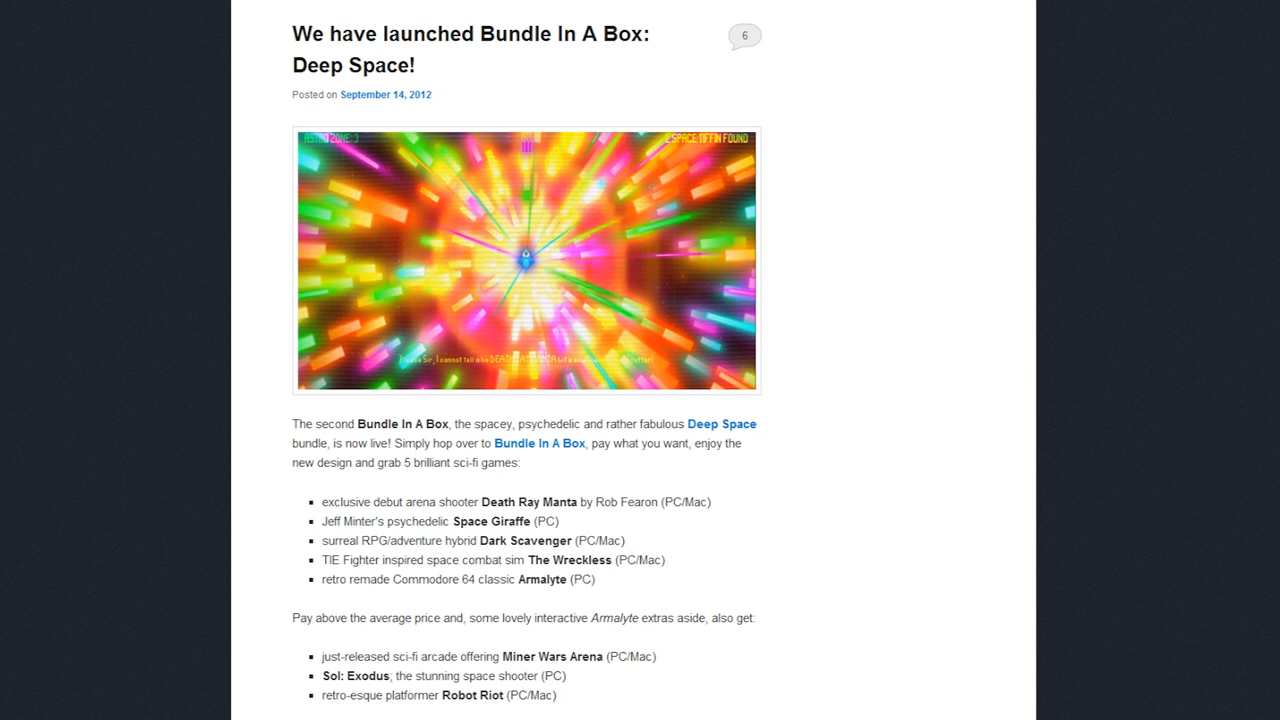 We have launched Bundle In A Box:
6
Deep Space!
Posted on September 14, 2012
ASTRO ZONE:3
2 SPACE TIFFIN FOUND
Sir, I cannot tell a lie
The second Bundle In A Box, the spacey, psychedelic and rather fabulous Deep Space
bundle, is now live! Simply hop over to Bundle In A Box, pay what you want, enjoy the
new design and grab 5 brilliant sci-fi games:
exclusive debut arena shooter Death Ray Manta by Rob Fearon (PC/Mac)
Jeff Minter's psychedelic Space Giraffe (PC)
surreal RPG/adventure hybrid Dark Scavenger (PC/Mac)
TIE Fighter inspired space combat sim The Wreckless (PC/Mac)
retro remade Commodore 64 classic Armalyte (PC)
Pay above the average price and, some lovely interactive Armalyte extras aside, also get:
just-released sci-fi arcade offering Miner Wars Arena (PC/Mac)
Sol: Exodus, the stunning space shooter (PC)
retro-esque platformer Robot Riot (PC/Mac)